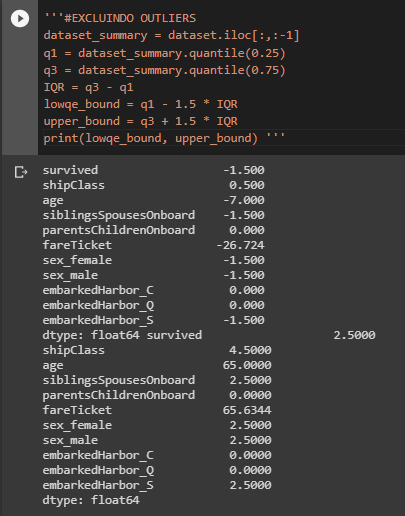 '''#EXCLUINDO OUTLIERS
dataset_summary = dataset.iloc[:,:-1]
q1 = dataset_summary.quantile(0.25)
q3 = dataset_summary.quantile(0.75)
IQR = q3 - q1
lowqe_bound = q1 - 1.5 * IQR
upper_bound = q3 + 1.5 * IQR
print(lowqe_bound, upper_bound) '''
survived -1.500
shipClass 0.500
age -7.000
siblingsSpousesOnboard -1.500
parentsChildrenOnboard 0.000
fareTicket -26.724
sex_female -1.500
sex_male -1.500
embarkedHarbor_C 0.000
embarkedHarbor_Q 0.000
embarkedHarbor_S -1.500
dtype: float64 survived 2.5000
shipClass 4.5000
age 65.0000
siblingsSpousesOnboard 2.5000
parentsChildrenOnboard 0.0000
fareTicket 65.6344
sex_female 2.5000
sex_male 2.5000
embarkedHarbor_C 0.0000
embarkedHarbor_Q 0.0000
embarkedHarbor_S 2.5000
dtype: float64